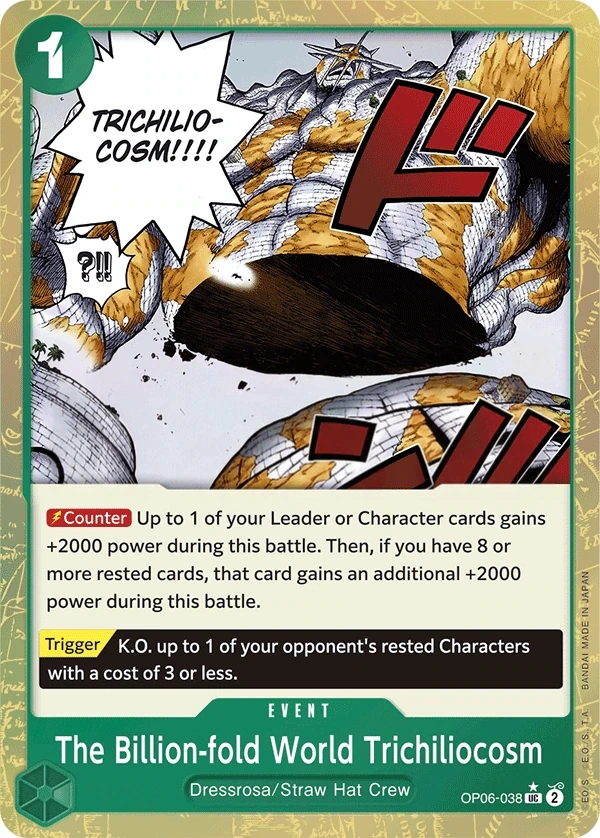 1
TRICHILIO-
COSM!!!!
ド
?!!
Counter Up to 1 of your Leader or Character cards gains
+2000 power during this battle. Then, if you have 8 or
more rested cards, that card gains an additional +2000
power during this battle.
Trigger K.O. up to 1 of your opponent's rested Characters
with a cost of 3 or less.
EVENT
The Billion-fold World Trichiliocosm
Dressrosa/Straw Hat Crew
OP06-038 UC 2
©E.O.S. ©E.O. S, T.A. BANDAI MADE IN JAPAN